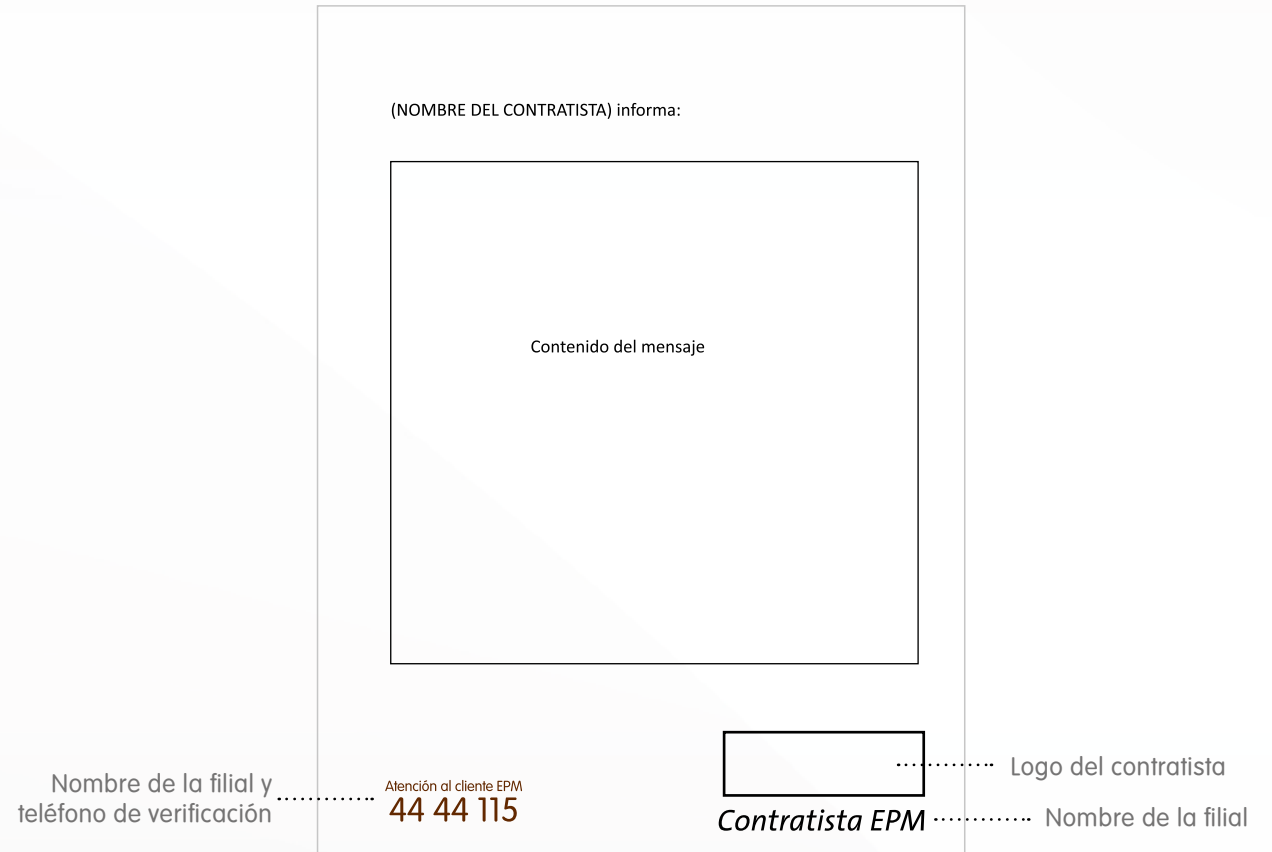 (NOMBRE DEL CONTRATISTA) informa:
Contenido del mensaje
Nombre de la filial y
teléfono de verificación
Atención al cliente EPM
44 44 115
Logo del contratista
Contratista EPM
Nombre de la filial